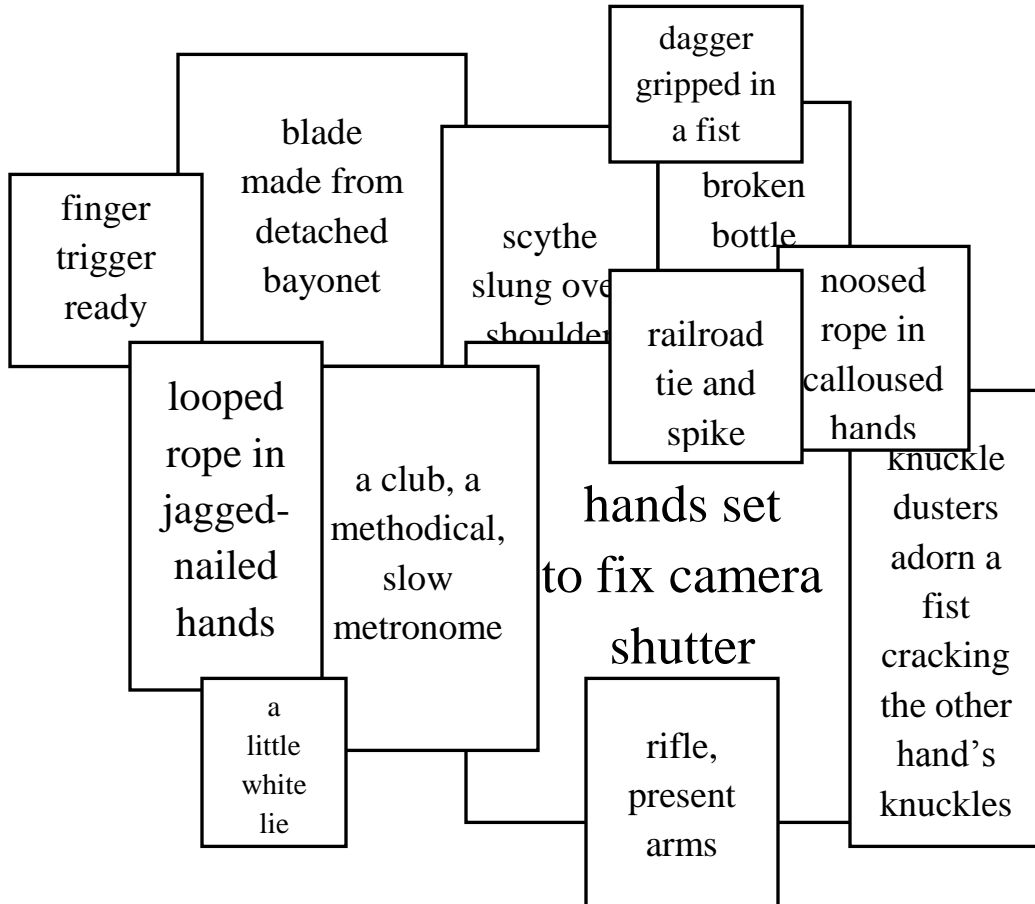 dagger
gripped in
a fist
blade
made from
detached
bayonet
broken
bottle
finger
trigger
ready
scythe
slung over
shoulder
noosed
rope in
calloused
hands
railroad
tie and
spike
looped
rope in
jagged-
nailed
hands
a club, a
methodical,
slow
metronome
hands set
to fix camera
shutter
knuckle
dusters
adorn a
fist
cracking
the other
hand’s
knuckles
a
little
white
lie
rifle,
present
arms